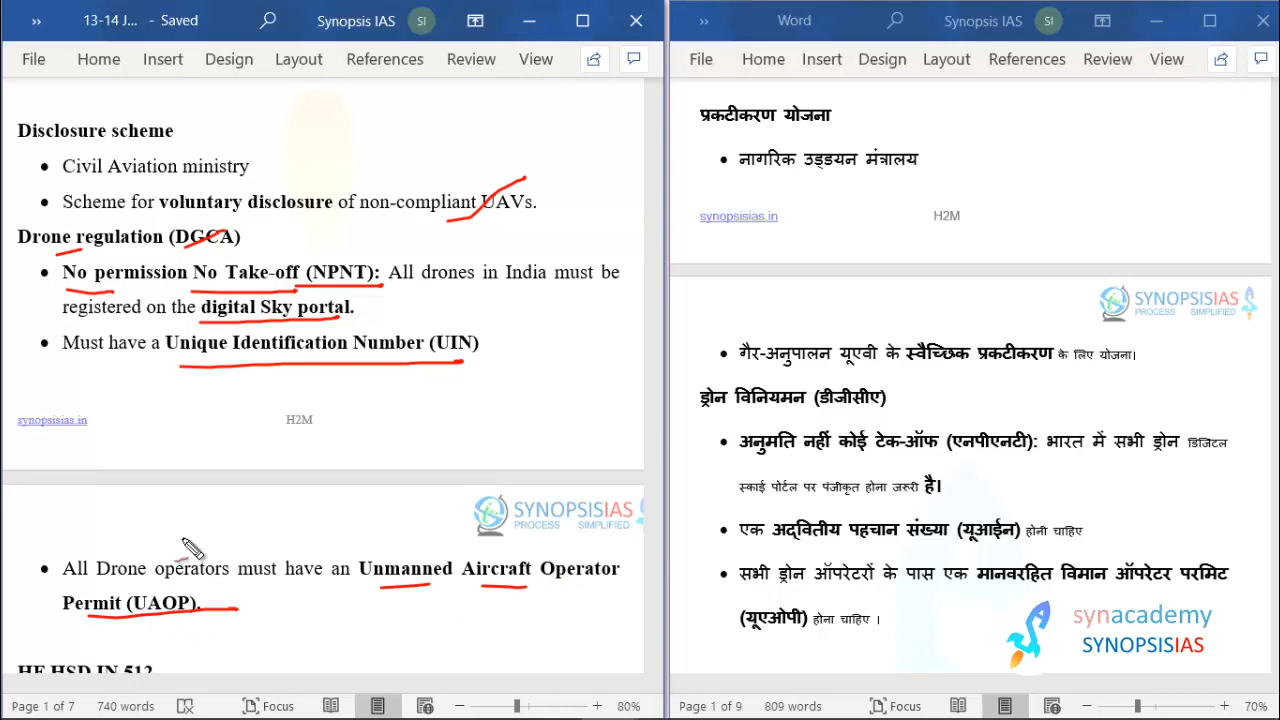 13-14 J... - Saved
Synopsis IAS
SI
File Home Insert Design Layout References Review View
Disclosure scheme
• Civil Aviation ministry
• Scheme for voluntary disclosure of non-compliant UAVs.
Drone regulation (DGCA)
• No permission No Take-off (NPNT): All drones in India must be
registered on the digital Sky portal.
• Must have a Unique Identification Number (UIN)
synopsisias.in H2M
SYNOPSISIAS
PROCESS SIMPLIFIED
• All Drone operators must have an Unmanned Aircraft Operator
Permit (UAOP).
HF HSD IN 512
Page 1 of 7 740 words Focus 80%
Word
Synopsis IAS
SI
File Home Insert Design Layout References Review View
प्रकटीकरण योजना
• नागरिक उड्डयन मंत्रालय
synopsisias.in H2M
SYNOPSISIAS
PROCESS SIMPLIFIED
• गैर-अनुपालन यूएवी के स्वैच्छिक प्रकटीकरण के लिए योजना।
ड्रोन विनियमन (डीजीसीए)
• अनुमति नहीं कोई टेक-ऑफ (एनपीएनटी): भारत में सभी ड्रोन डिजिटल
स्काई पोर्टल पर पंजीकृत होना जरूरी है।
• एक अद्वितीय पहचान संख्या (यूआईन) होनी चाहिए
• सभी ड्रोन ऑपरेटरों के पास एक मानवरहित विमान ऑपरेटर परमिट
(यूएओपी) होना चाहिए ।
synacademy
SYNOPSISIAS
Page 1 of 9 809 words Focus 70%